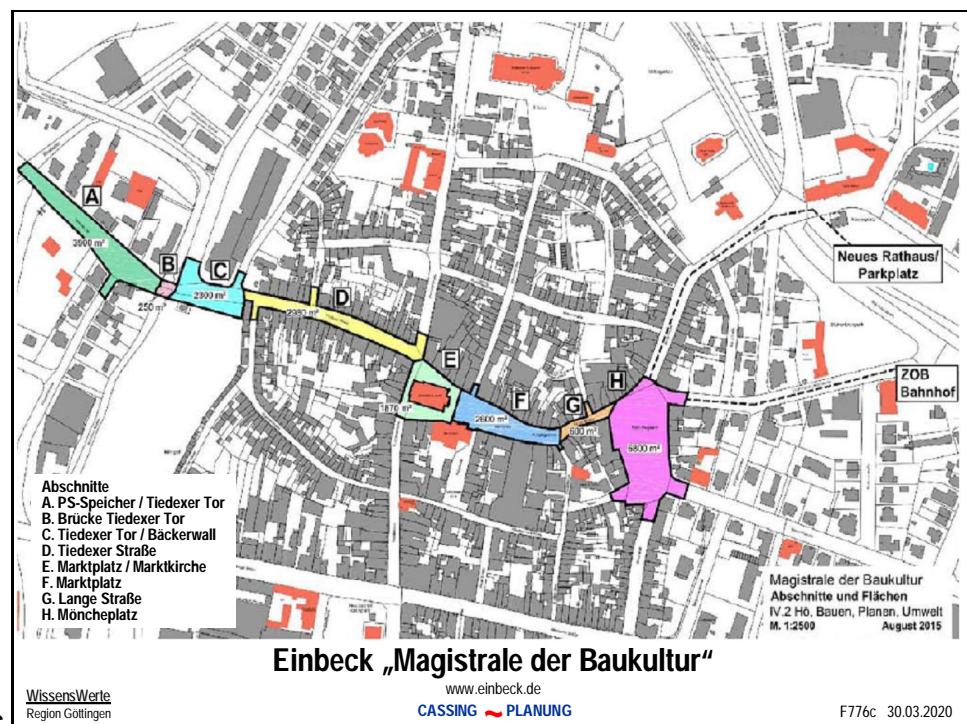 A
3900 m²
B
250 m²
C
2300 m²
D
2980 m²
E
1870 m²
F
2600 m²
G
600 m²
H
6800 m²
Neues Rathaus/
Parkplatz
ZOB
Bahnhof
Abschnitte
A. PS-Speicher / Tiedexer Tor
B. Brücke Tiedexer Tor
C. Tiedexer Tor / Bäckerwall
D. Tiedexer Straße
E. Marktplatz / Marktkirche
F. Marktplatz
G. Lange Straße
H. Möncheplatz
Magistrale der Baukultur
Abschnitte und Flächen
IV.2 Hö, Bauen, Planen, Umwelt
M. 1:2500 August 2015
Einbeck „Magistrale der Baukultur“
www.einbeck.de
WissensWerte
Region Göttingen
CASSING PLANUNG
F776c 30.03.2020